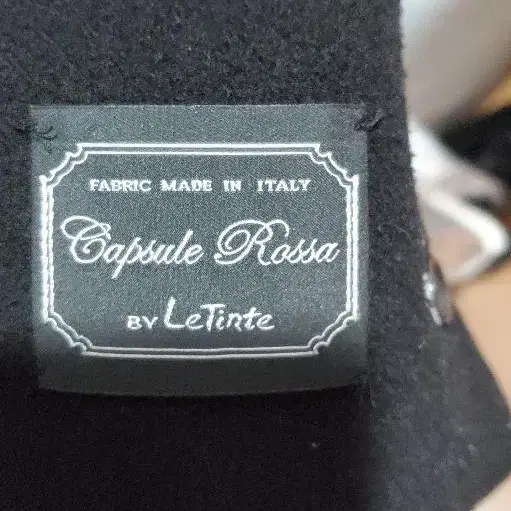 FABRIC MADE IN ITALY
Capsule Rossa
BY LeTinte